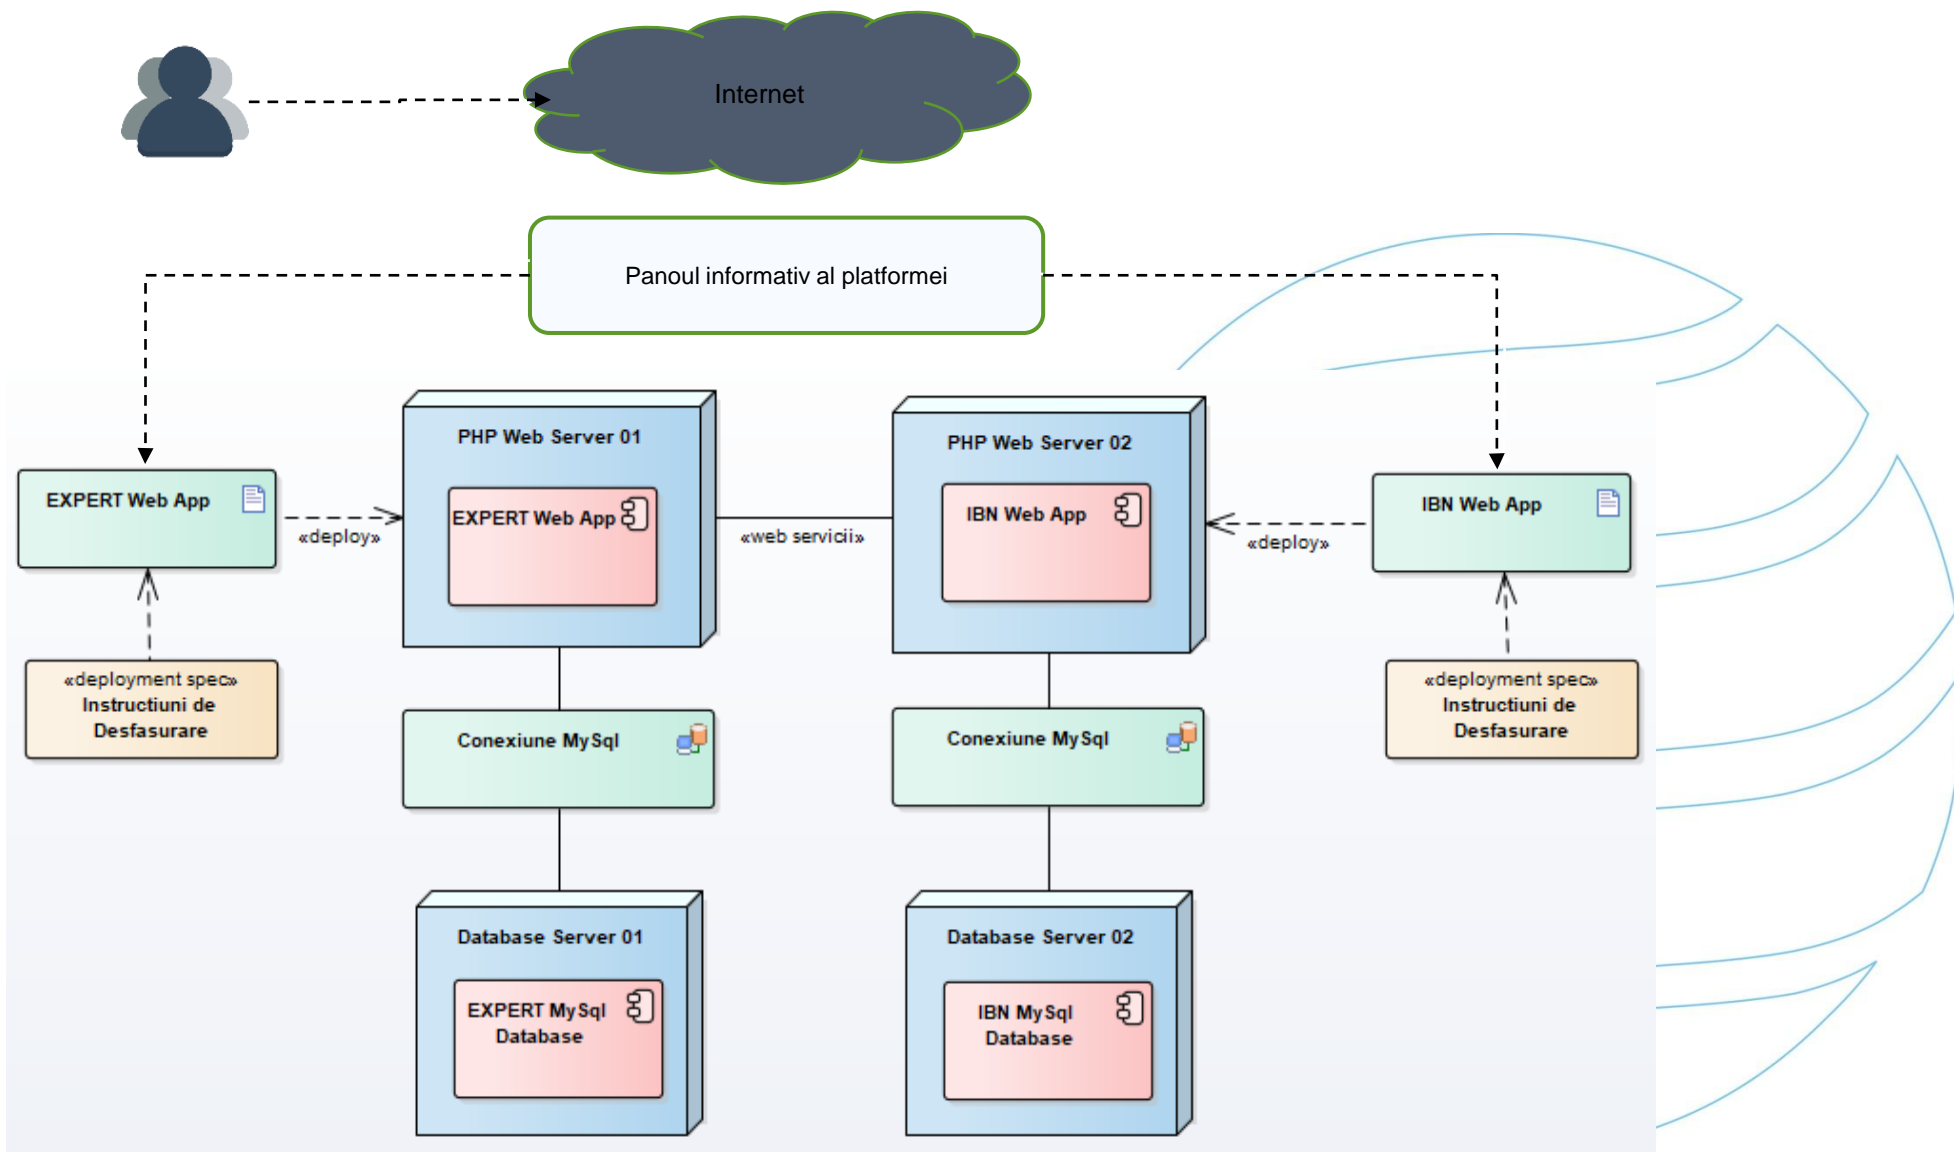 Internet
Panoul informativ al platformei
PHP Web Server 01
PHP Web Server 02
EXPERT Web App
EXPERT Web App
IBN Web App
IBN Web App
«deploy»
«web servicii»
«deploy»
«deployment spec»
Instructiuni de
Desfasurare
«deployment spec»
Instructiuni de
Desfasurare
Conexiune MySql
Conexiune MySql
Database Server 01
Database Server 02
EXPERT MySql
Database
IBN MySql
Database